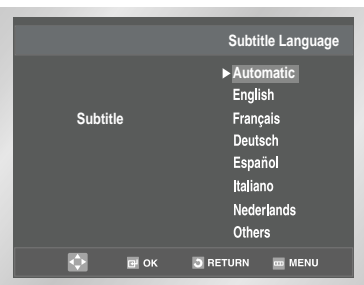 Subtitle Language
Automatic
English
Subtitle
Français
Deutsch
Español
Italiano
Nederlands
Others
OK RETURN MENU